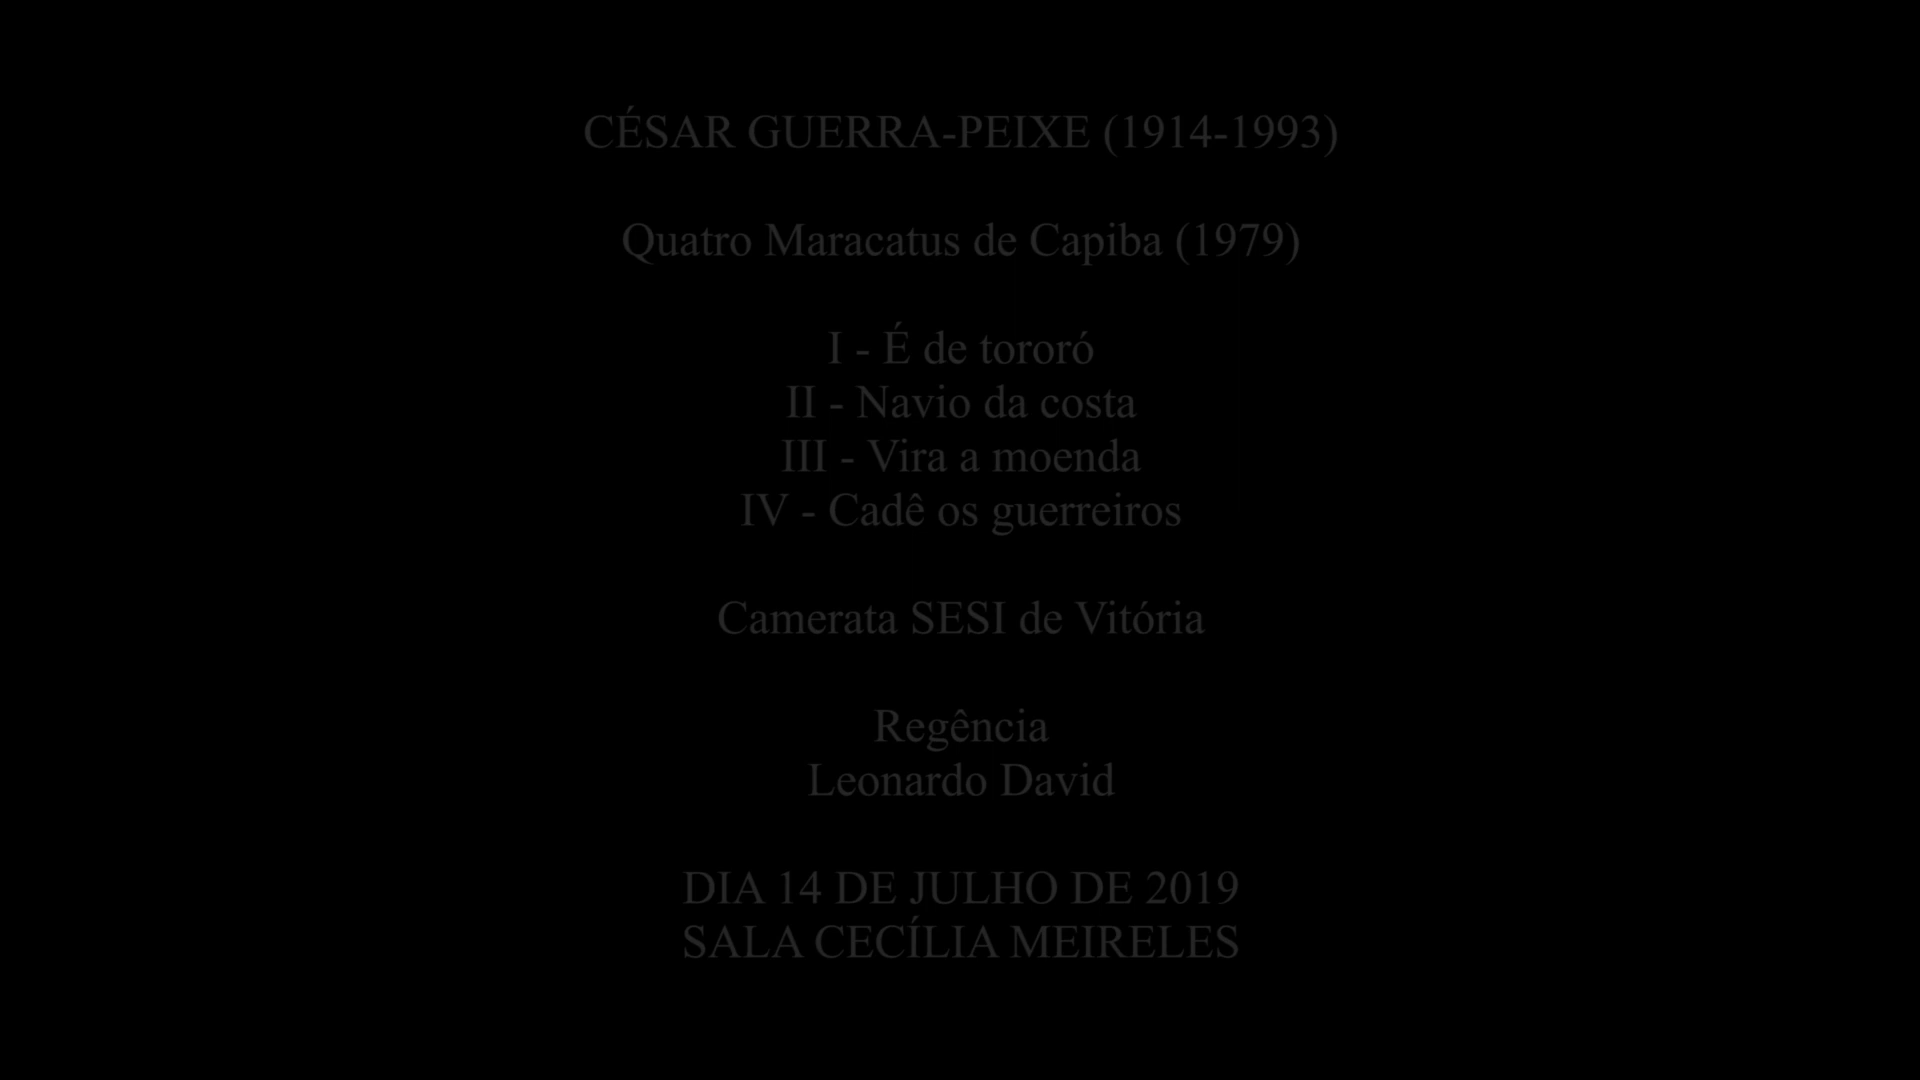 CÉSAR GUERRA-PEIXE (1914-1993)
Quatro Maracatus de Capiba (1979)
I - É de tororó
II - Navio da costa
III - Vira a moenda
IV - Cadê os guerreiros
Camerata SESI de Vitória
Regência
Leonardo David
DIA 14 DE JULHO DE 2019
SALA CECÍLIA MEIRELES